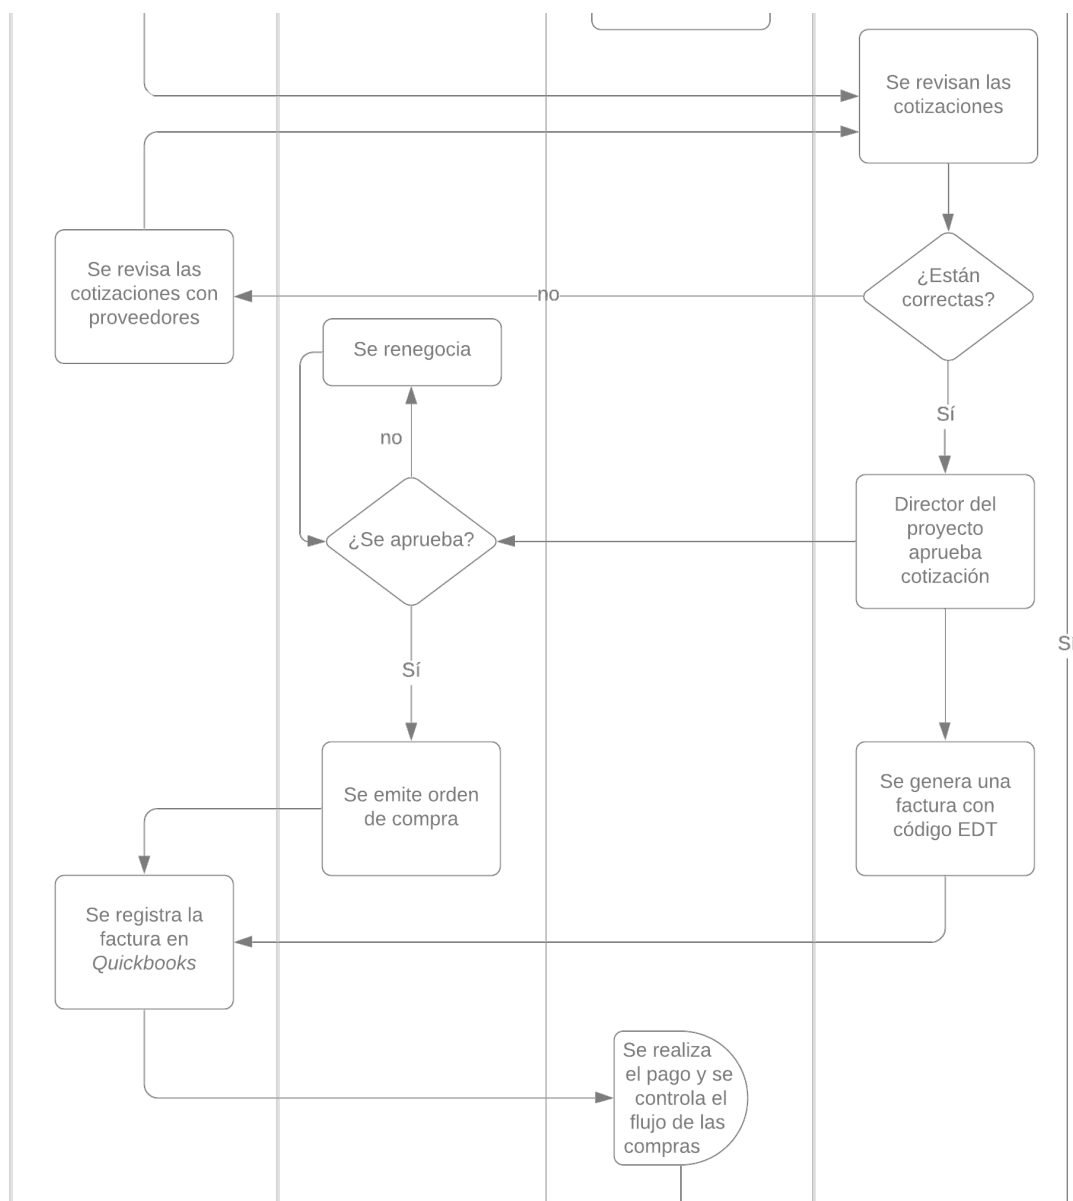 Se revisan las
cotizaciones
Se revisa las
cotizaciones con
proveedores
no
¿Están
correctas?
Se renegocia
no
Sí
¿Se aprueba?
Director del
proyecto
aprueba
cotización
Sí
Sí
Se emite orden
de compra
Se genera una
factura con
código EDT
Se registra la
factura en
Quickbooks
Se realiza
el pago y se
controla el
flujo de las
compras